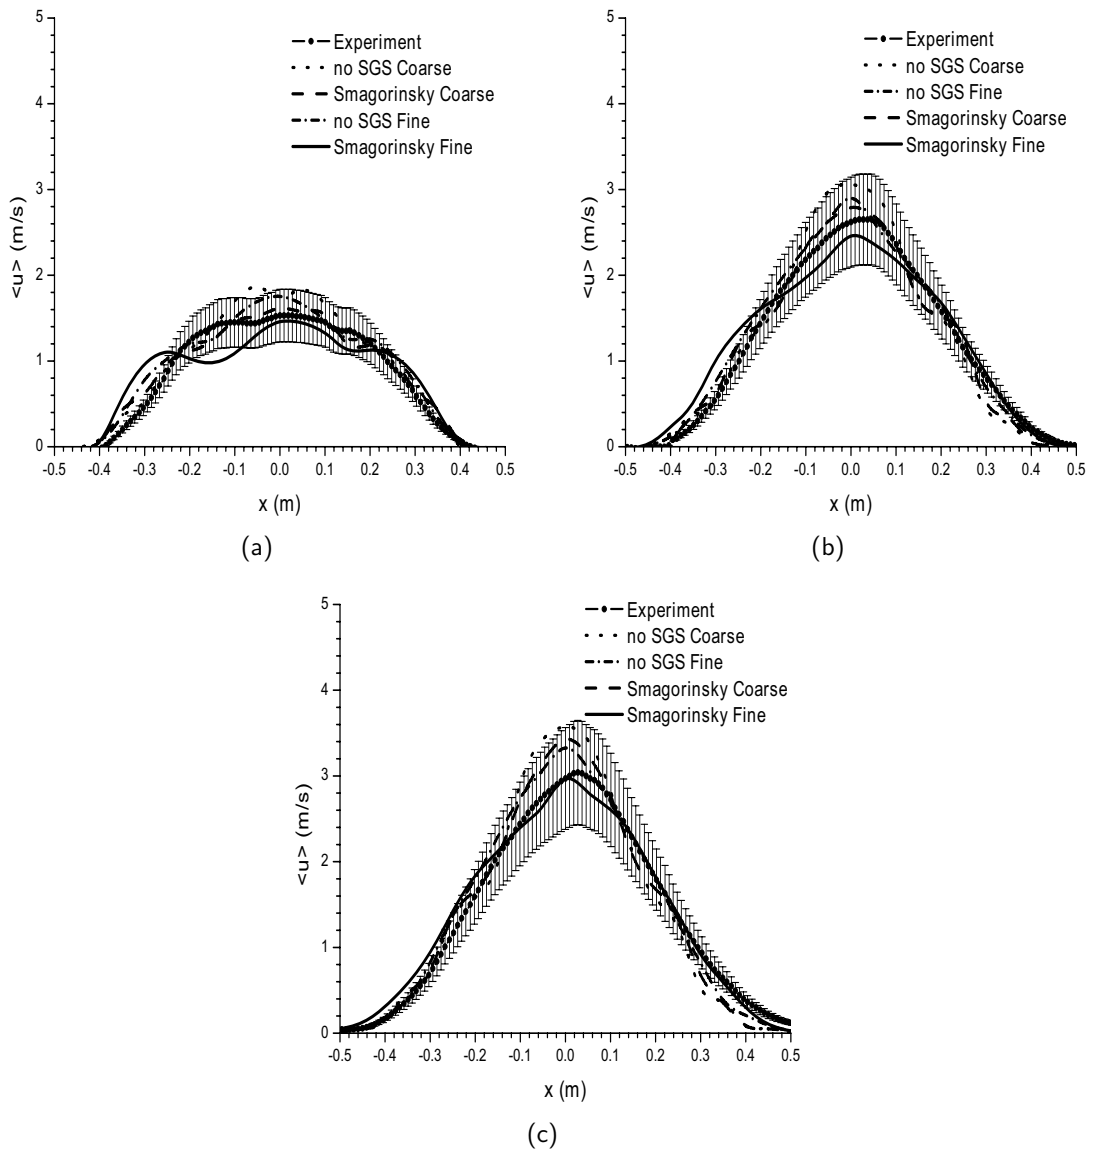 5
4
3
2
1
0
<u> (m/s)
Experiment
no SGS Coarse
Smagorinsky Coarse
no SGS Fine
Smagorinsky Fine
-0.5 -0.4 -0.3 -0.2 -0.1 0.0 0.1 0.2 0.3 0.4 0.5
x (m)
(a)
5
4
3
2
1
0
<u> (m/s)
Experiment
no SGS Coarse
no SGS Fine
Smagorinsky Coarse
Smagorinsky Fine
-0.5 -0.4 -0.3 -0.2 -0.1 0.0 0.1 0.2 0.3 0.4 0.5
x (m)
(b)
5
4
3
2
1
0
<u> (m/s)
Experiment
no SGS Coarse
no SGS Fine
Smagorinsky Coarse
Smagorinsky Fine
-0.5 -0.4 -0.3 -0.2 -0.1 0.0 0.1 0.2 0.3 0.4 0.5
x (m)
(c)